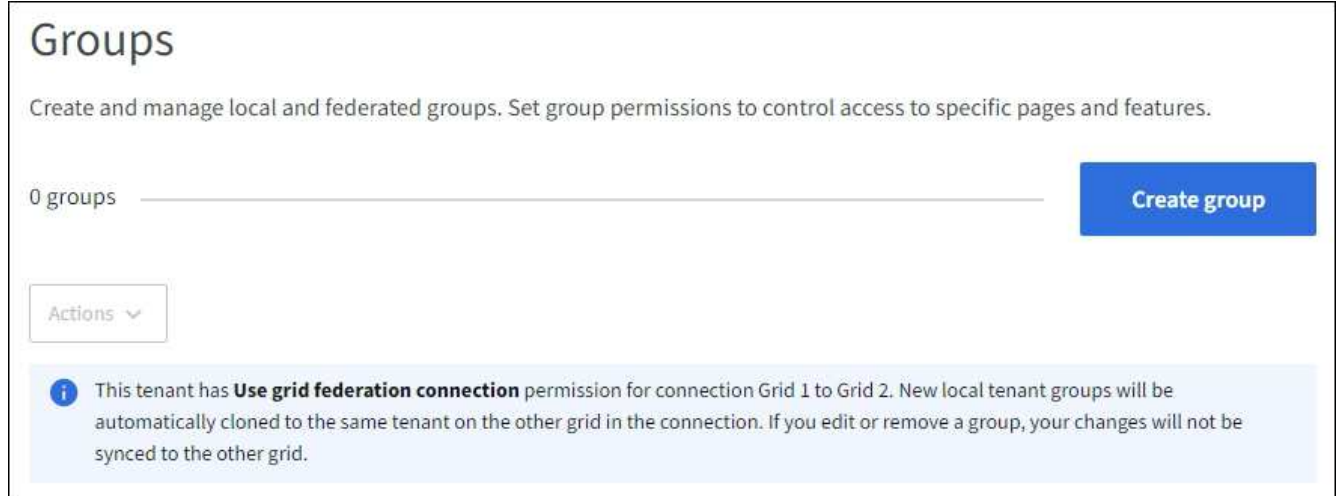 Groups
Create and manage local and federated groups. Set group permissions to control access to specific pages and features.
0 groups
Create group
Actions
This tenant has Use grid federation connection permission for connection Grid 1 to Grid 2. New local tenant groups will be
automatically cloned to the same tenant on the other grid in the connection. If you edit or remove a group, your changes will not be
synced to the other grid.